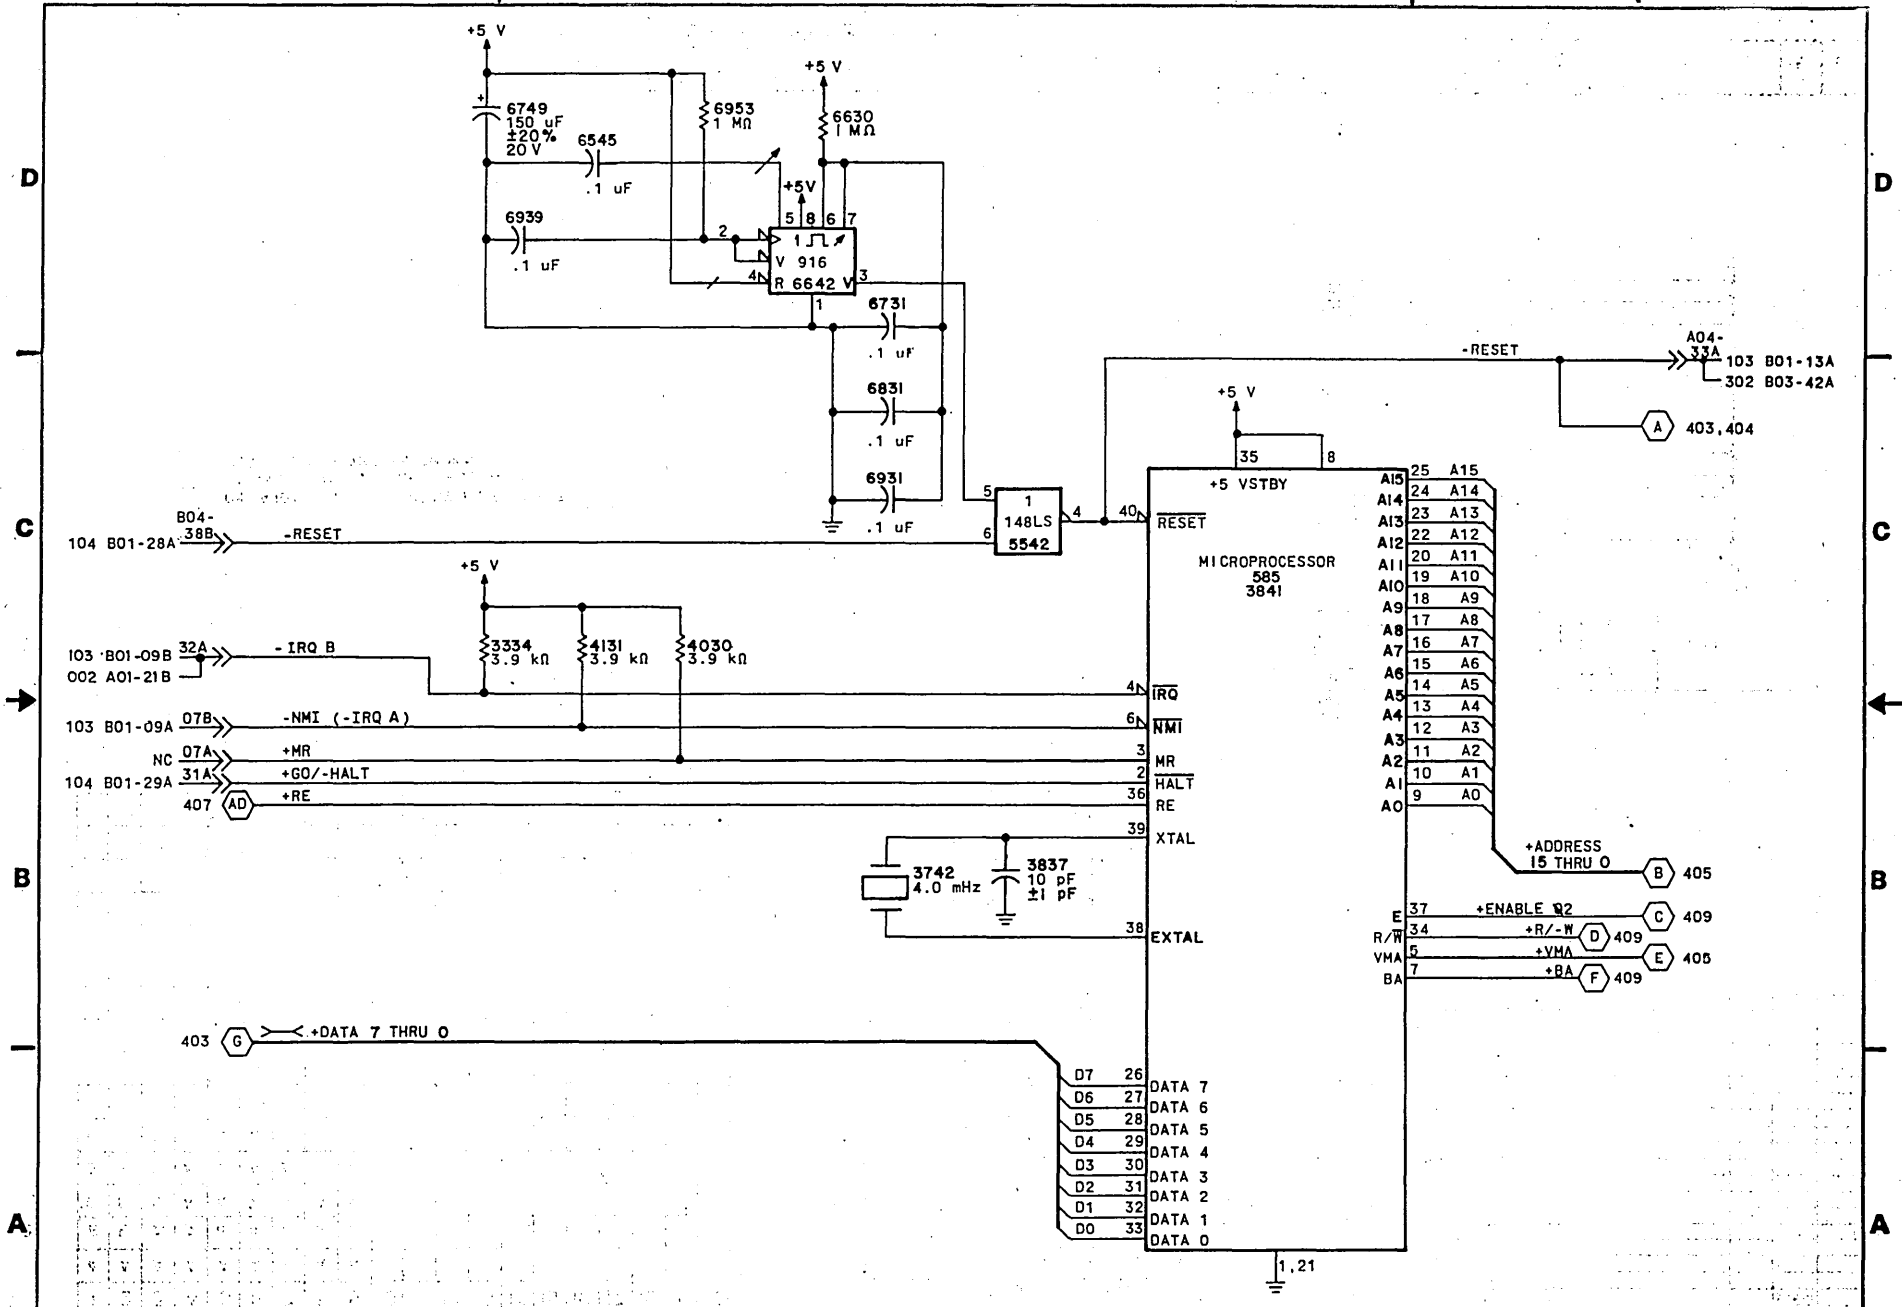 +5 V
+
6749
150 uF
±20%
20 V
6545
.1 uF
6953
1 MΩ
+5 V
6630
1 MΩ
+5V
5 8 6 7
6939
.1 uF
2
1
V 916
4 R 6642 V 3
1
6731
.1 uF
6831
.1 uF
6931
.1 uF
D
D
C
C
B
B
A
A
-RESET
A04-
33A
103 B01-13A
302 B03-42A
A 403,404
B04-
38B
104 B01-28A
-RESET
5
6
1
148LS
5542
4
+5 V
35 8
+5 VSTBY
40 RESET
MICROPROCESSOR
585
3841
+5 V
3334
3.9 kΩ
4131
3.9 kΩ
4030
3.9 kΩ
103 B01-09B 32A -IRQ B
002 A01-21B
4 IRQ
103 B01-09A 07B -NMI (-IRQ A)
6 NMI
NC 07A +MR
3 MR
104 B01-29A 31A +GO/-HALT
2 HALT
407 AD +RE
36 RE
39 XTAL
3742
4.0 mHz
3837
10 pF
±1 pF
38 EXTAL
A15 25 A15
A14 24 A14
A13 23 A13
A12 22 A12
A11 20 A11
A10 19 A10
A9 18 A9
A8 17 A8
A7 16 A7
A6 15 A6
A5 14 A5
A4 13 A4
A3 12 A3
A2 11 A2
A1 10 A1
A0 9 A0
+ADDRESS
15 THRU 0
B 405
E 37 +ENABLE Q2 C 409
R/W 34 +R/-W D 409
VMA 5 +VMA E 405
BA 7 +BA F 409
403 G +DATA 7 THRU 0
D7 26 DATA 7
D6 27 DATA 6
D5 28 DATA 5
D4 29 DATA 4
D3 30 DATA 3
D2 31 DATA 2
D1 32 DATA 1
D0 33 DATA 0
1,21